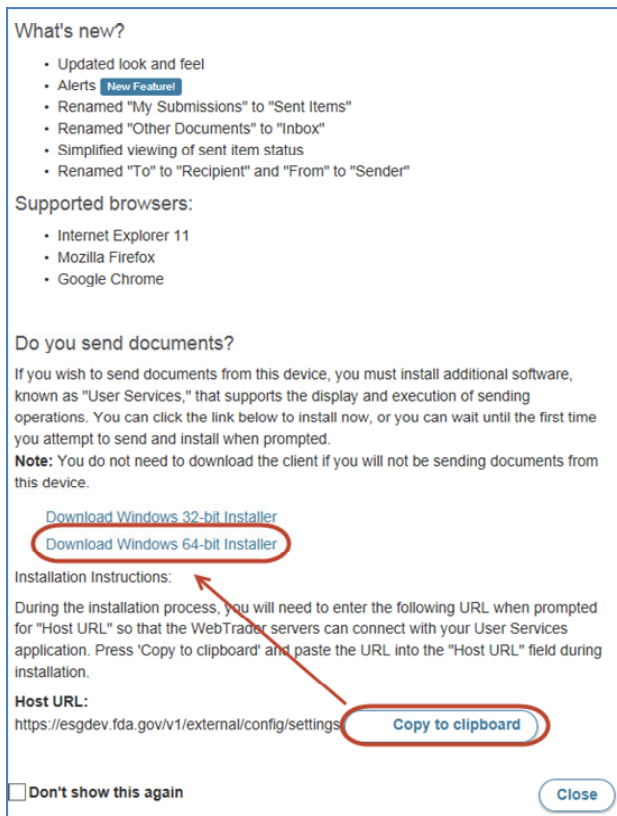 What's new?
• Updated look and feel
• Alerts New Feature!
• Renamed "My Submissions" to "Sent Items"
• Renamed "Other Documents" to "Inbox"
• Simplified viewing of sent item status
• Renamed "To" to "Recipient" and "From" to "Sender"
Supported browsers:
• Internet Explorer 11
• Mozilla Firefox
• Google Chrome
Do you send documents?
If you wish to send documents from this device, you must install additional software,
known as "User Services," that supports the display and execution of sending
operations. You can click the link below to install now, or you can wait until the first time
you attempt to send and install when prompted.
Note: You do not need to download the client if you will not be sending documents from
this device.
Download Windows 32-bit Installer
Download Windows 64-bit Installer
Installation Instructions:
During the installation process, you will need to enter the following URL when prompted
for "Host URL" so that the WebTrader servers can connect with your User Services
application. Press 'Copy to clipboard' and paste the URL into the "Host URL" field during
installation.
Host URL:
https://esgdev.fda.gov/v1/external/config/settings Copy to clipboard
Don't show this again
Close